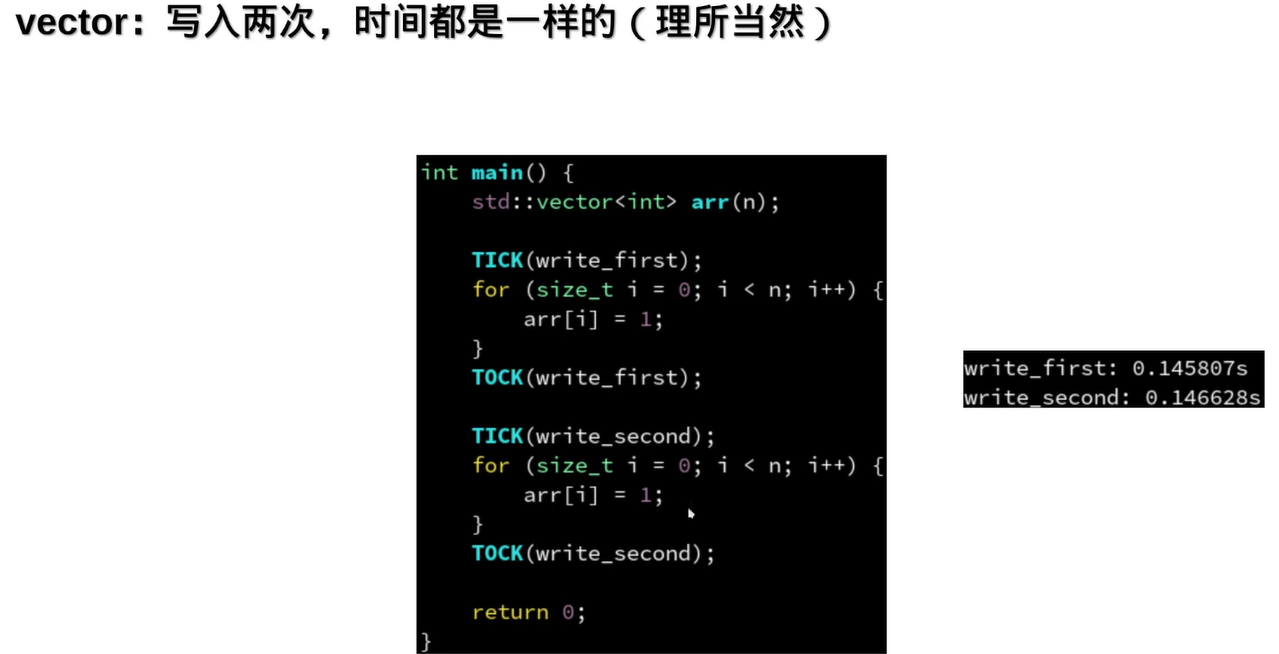 vector：写入两次，时间都是一样的（理所当然）
int main() {
    std::vector<int> arr(n);
    TICK(write_first);
    for (size_t i = 0; i < n; i++) {
        arr[i] = 1;
    }
    TOCK(write_first);
    TICK(write_second);
    for (size_t i = 0; i < n; i++) {
        arr[i] = 1;
    }
    TOCK(write_second);
    return 0;
}
write_first: 0.145807s
write_second: 0.146628s